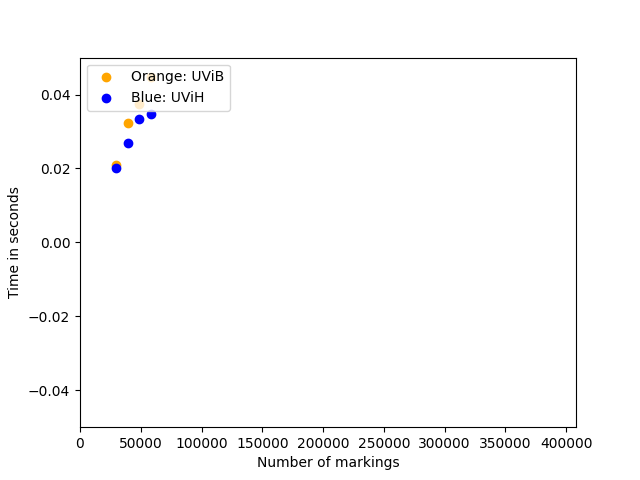 Orange: UViB
Blue: UViH
0.04
0.02
0.00
−0.02
−0.04
Time in seconds
0 50000 100000 150000 200000 250000 300000 350000 400000
Number of markings